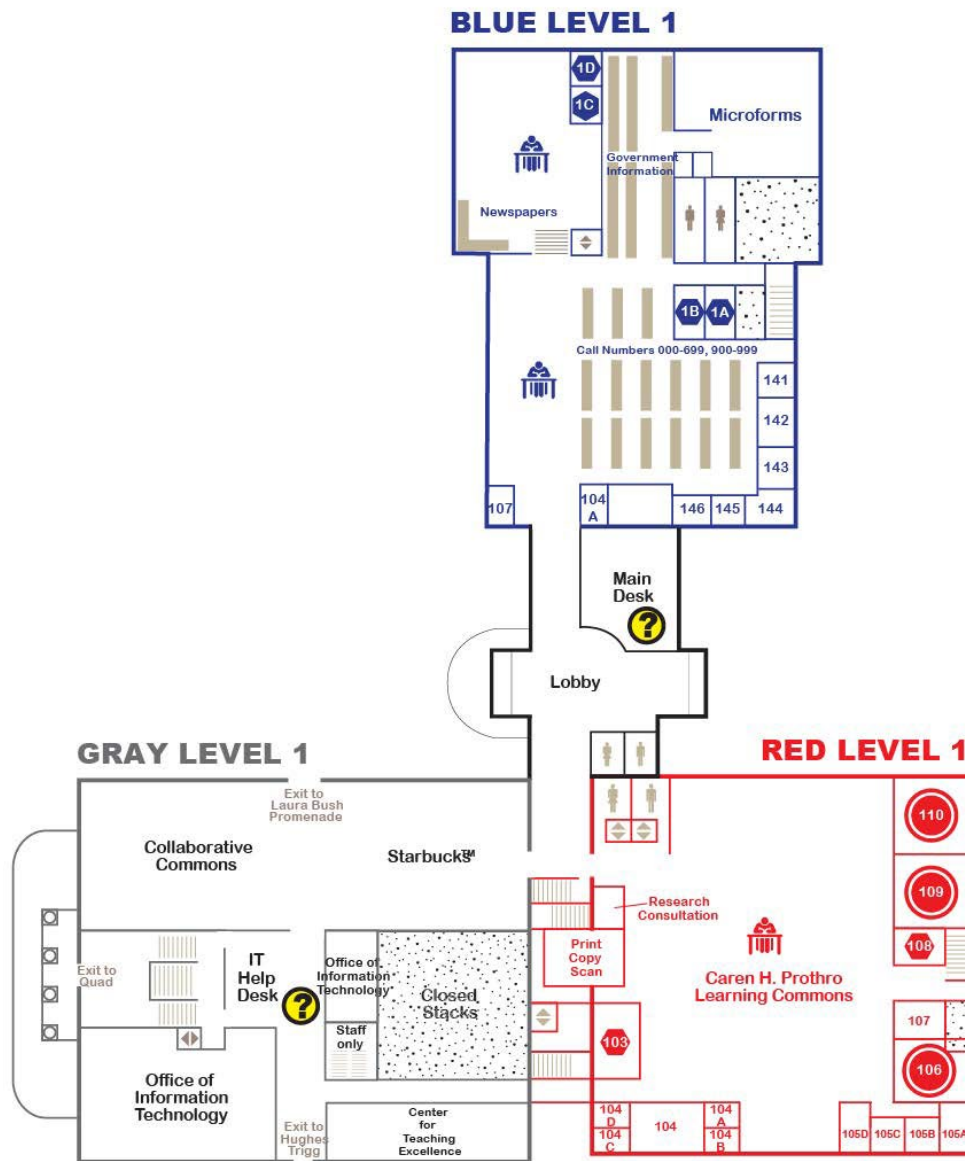 BLUE LEVEL 1
1D
1C
Microforms
Government
Information
Newspapers
1B
1A
Call Numbers 000-699, 900-999
141
142
143
107
104
A
146
145
144
Main
Desk
?
Lobby
GRAY LEVEL 1
RED LEVEL 1
Exit to
Laura Bush
Promenade
Collaborative
Commons
Starbucks™
110
109
108
Research
Consultation
Print
Copy
Scan
Caren H. Prothro
Learning Commons
Exit to
Quad
IT
Help
Desk
?
Office of
Information
Technology
Closed
Stacks
Staff
only
103
107
106
Office of
Information
Technology
Exit to
Hughes
Trigg
Center
for
Teaching
Excellence
104
D
104
C
104
104
A
104
B
105D
105C
105B
105A